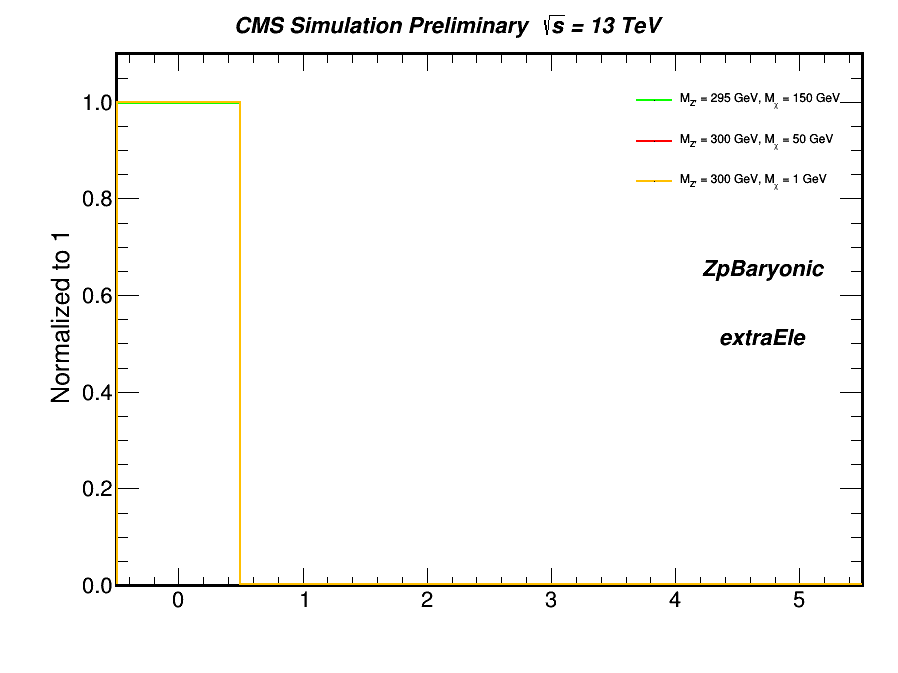 CMS Simulation Preliminary √s = 13 TeV
Normalized to 1
1.0
0.8
0.6
0.4
0.2
0.0
0 1 2 3 4 5
M_Z' = 295 GeV, M_χ = 150 GeV
M_Z' = 300 GeV, M_χ = 50 GeV
M_Z' = 300 GeV, M_χ = 1 GeV
ZpBaryonic
extraEle